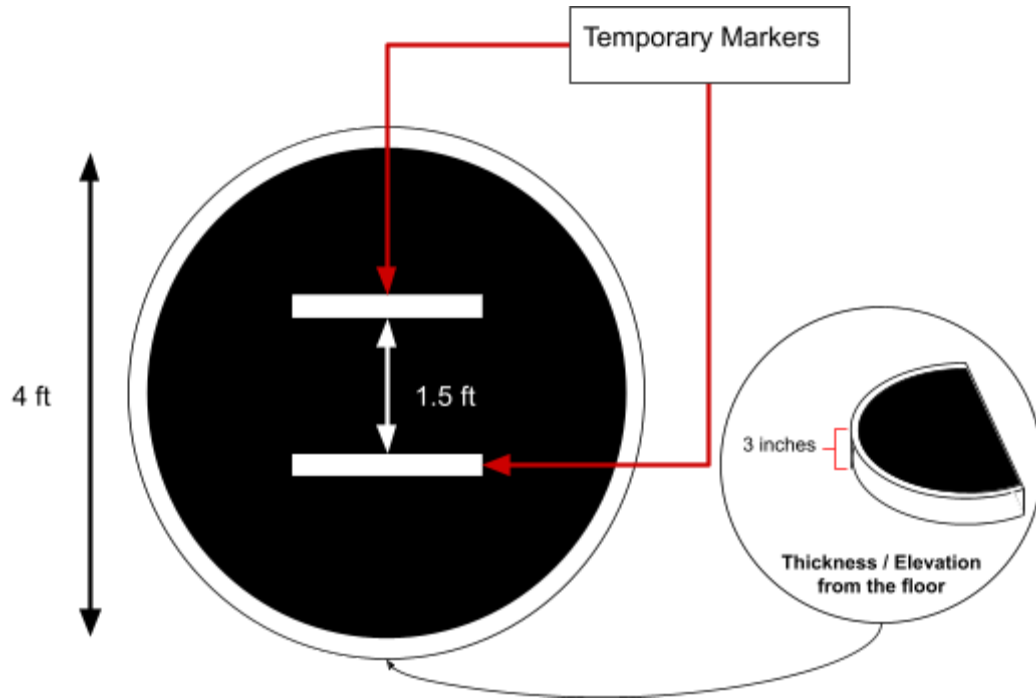 Temporary Markers
4 ft
1.5 ft
3 inches
Thickness / Elevation
from the floor